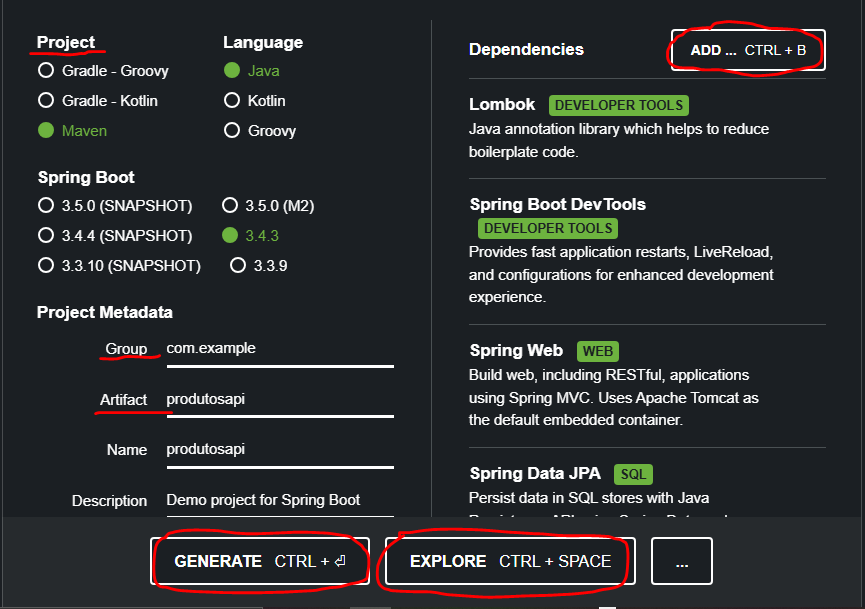 Project
Gradle - Groovy
Gradle - Kotlin
Maven
Language
Java
Kotlin
Groovy
Spring Boot
3.5.0 (SNAPSHOT) 3.5.0 (M2)
3.4.4 (SNAPSHOT) 3.4.3
3.3.10 (SNAPSHOT) 3.3.9
Project Metadata
Group com.example
Artifact produtosapi
Name produtosapi
Description Demo project for Spring Boot
Dependencies
ADD ... CTRL + B
Lombok DEVELOPER TOOLS
Java annotation library which helps to reduce
boilerplate code.
Spring Boot DevTools
DEVELOPER TOOLS
Provides fast application restarts, LiveReload,
and configurations for enhanced development
experience.
Spring Web WEB
Build web, including RESTful, applications
using Spring MVC. Uses Apache Tomcat as
the default embedded container.
Spring Data JPA SQL
Persist data in SQL stores with Java
GENERATE CTRL + ⏎
EXPLORE CTRL + SPACE
...